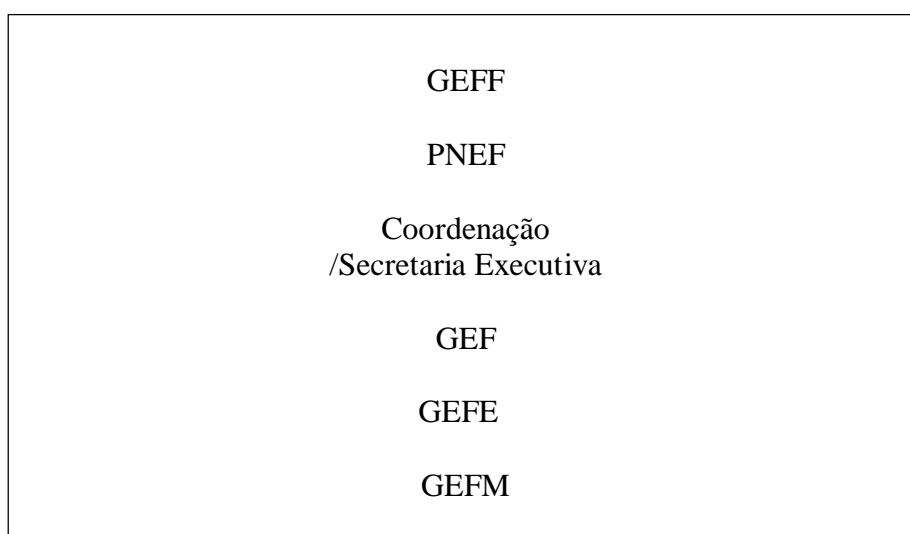 GEFF
PNEF
Coordenação
/Secretaria Executiva
GEF
GEFE
GEFM